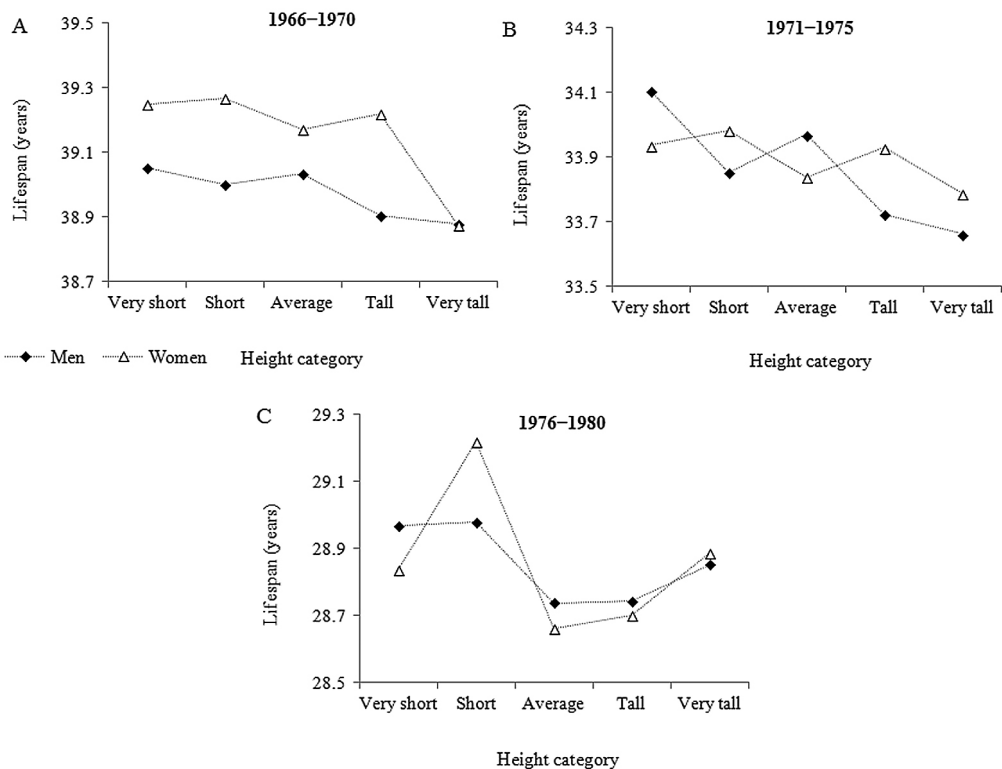 A
1966–1970
39.5
39.3
39.1
38.9
38.7
Lifespan (years)
Very short Short Average Tall Very tall
Height category
Men Women
B
1971–1975
34.3
34.1
33.9
33.7
33.5
Lifespan (years)
Very short Short Average Tall Very tall
Height category
C
1976–1980
29.3
29.1
28.9
28.7
28.5
Lifespan (years)
Very short Short Average Tall Very tall
Height category